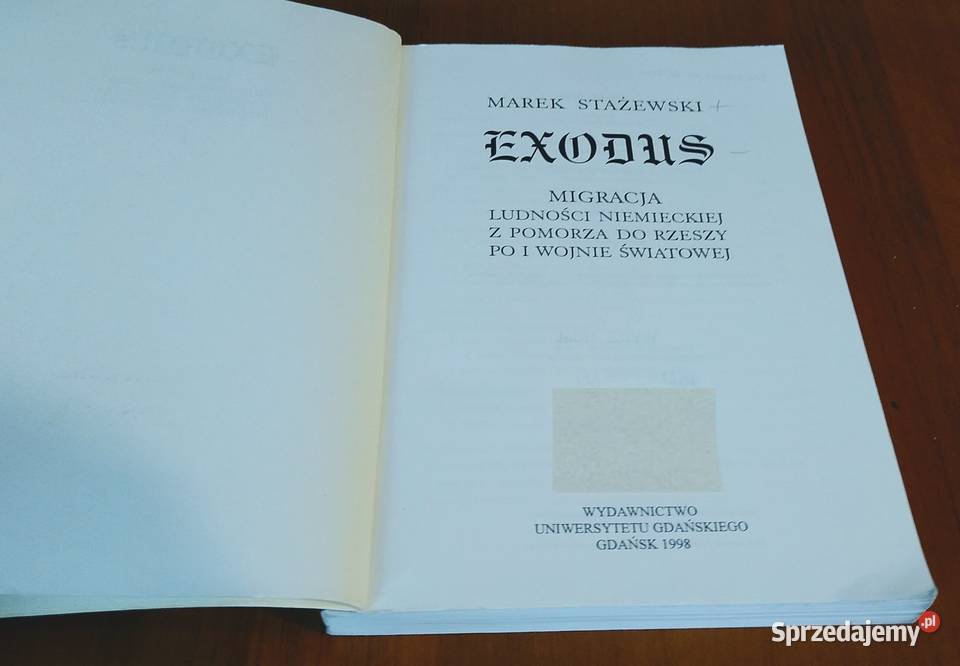 MAREK STAŻEWSKI
EXODUS
MIGRACJA
LUDNOŚCI NIEMIECKIEJ
Z POMORZA DO RZESZY
PO I WOJNIE ŚWIATOWEJ
WYDAWNICTWO
UNIWERSYTETU GDAŃSKIEGO
GDAŃSK 1998
Sprzedajemy.pl